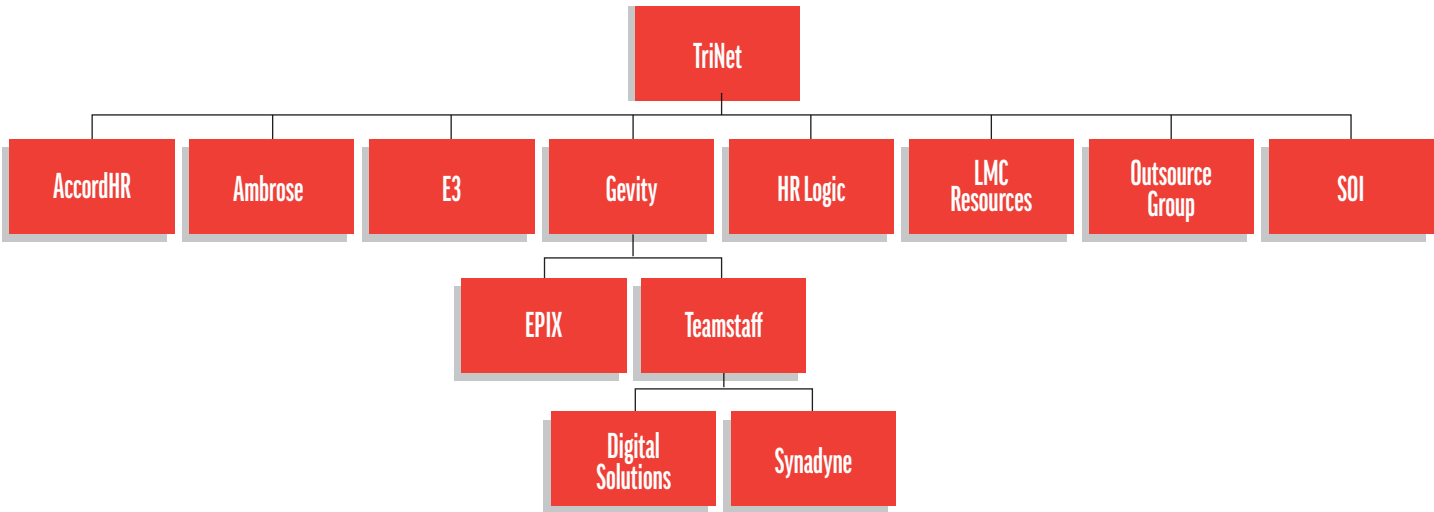 TriNet
AccordHR
Ambrose
E3
Gevity
HR Logic
LMC
Resources
Outsource
Group
SOI
EPIX
Teamstaff
Digital
Solutions
Synadyne